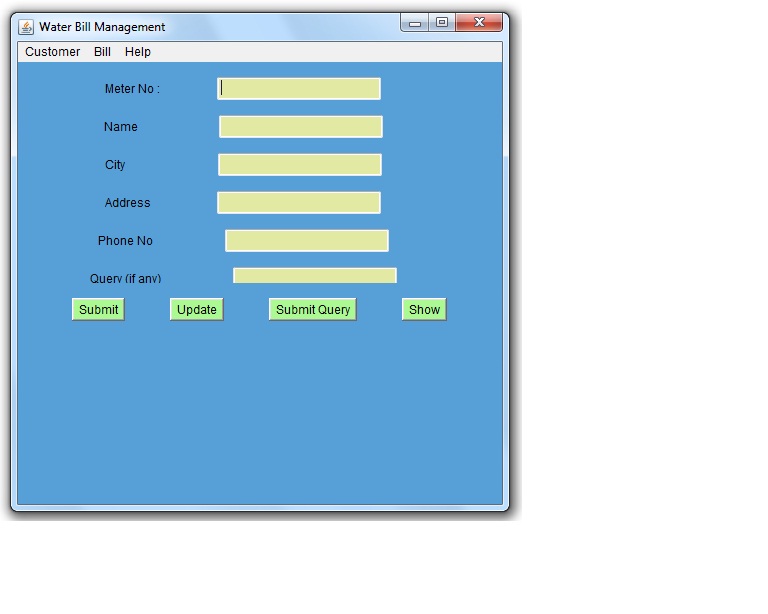 Water Bill Management
Customer Bill Help
Meter No :
Name
City
Address
Phone No
Query (if any)
Submit Update Submit Query Show